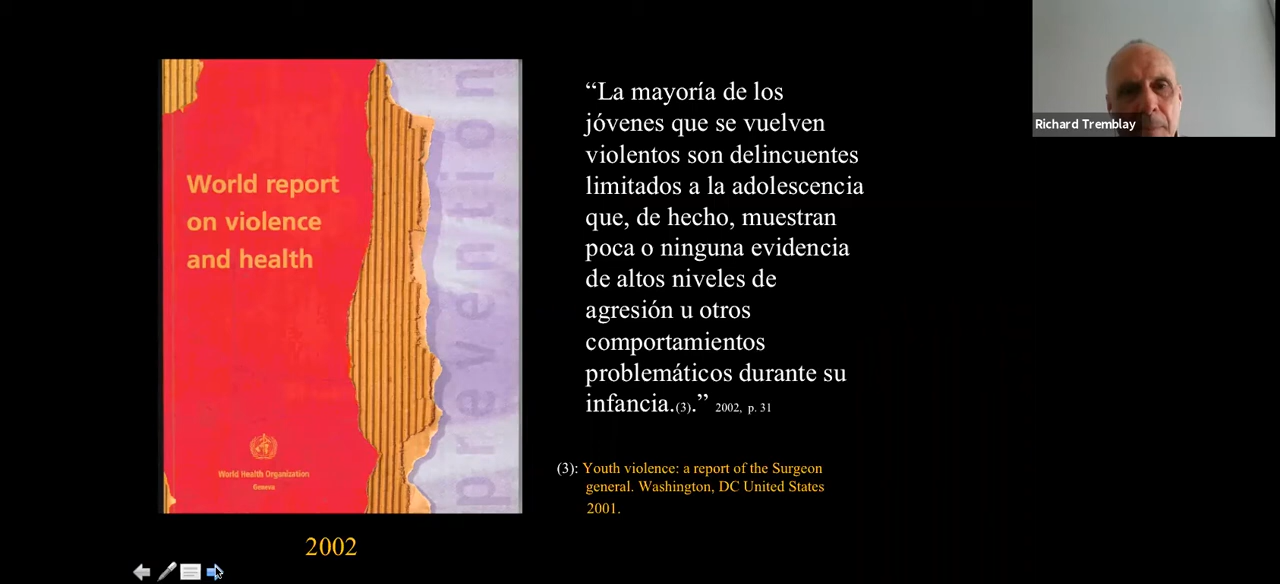 World report
on violence
and health
prevention
World Health Organization
Geneva
2002
“La mayoría de los
jóvenes que se vuelven
violentos son delincuentes
limitados a la adolescencia
que, de hecho, muestran
poca o ninguna evidencia
de altos niveles de
agresión u otros
comportamientos
problemáticos durante su
infancia.(3).” 2002, p. 31
(3): Youth violence: a report of the Surgeon
general. Washington, DC United States
2001.
Richard Tremblay